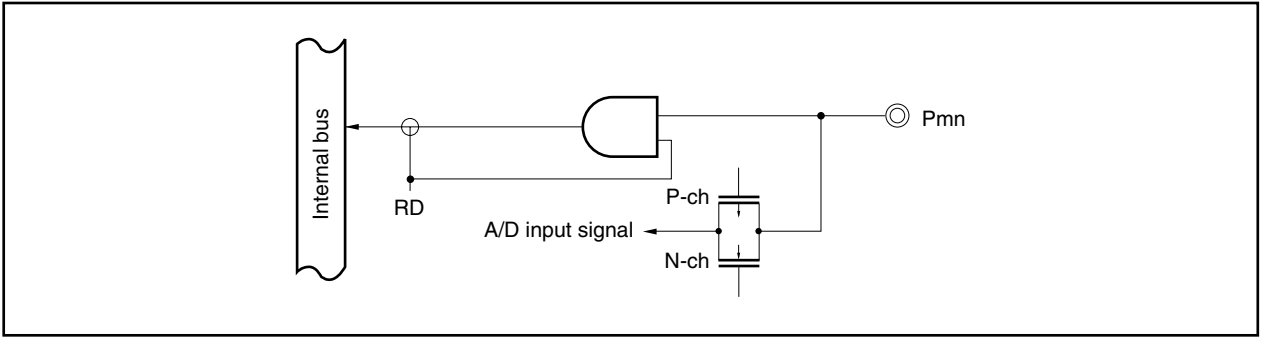 Internal bus
RD
Pmn
P-ch
A/D input signal
N-ch